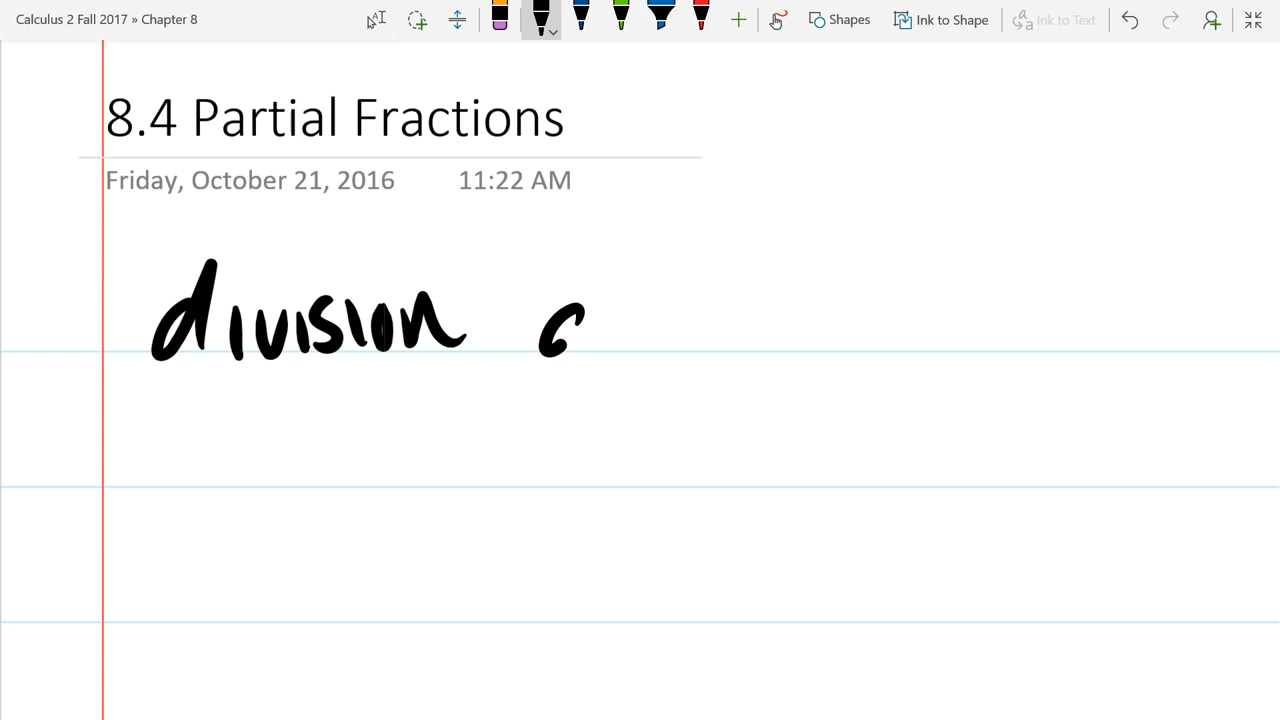 Calculus 2 Fall 2017 » Chapter 8
Shapes
Ink to Shape
Ink to Text
8.4 Partial Fractions
Friday, October 21, 2016 11:22 AM
division